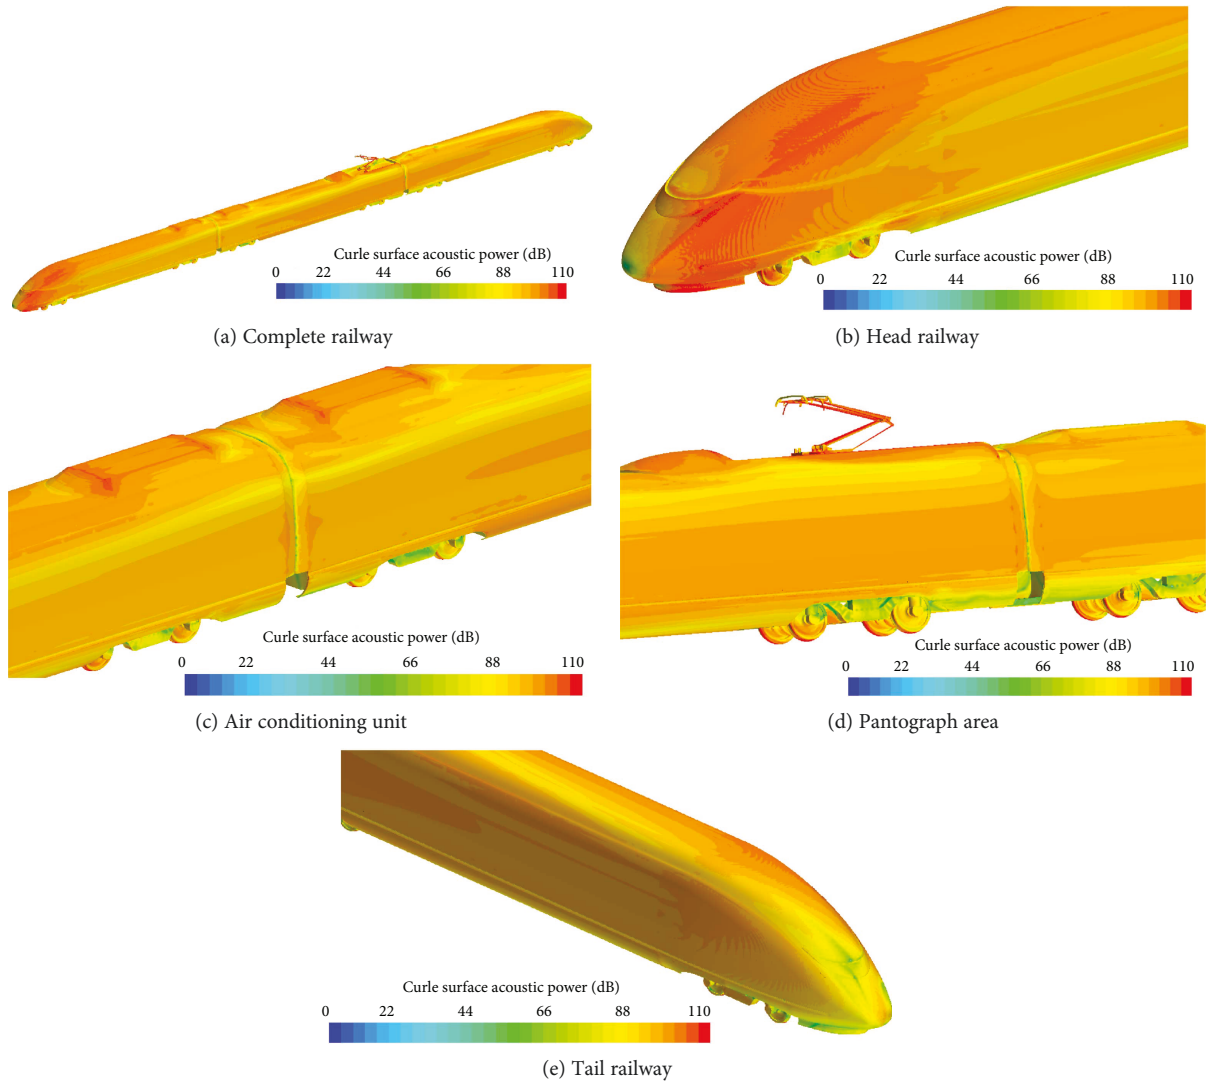 Curle surface acoustic power (dB)
0 22 44 66 88 110
(a) Complete railway
Curle surface acoustic power (dB)
0 22 44 66 88 110
(b) Head railway
Curle surface acoustic power (dB)
0 22 44 66 88 110
(c) Air conditioning unit
Curle surface acoustic power (dB)
0 22 44 66 88 110
(d) Pantograph area
Curle surface acoustic power (dB)
0 22 44 66 88 110
(e) Tail railway